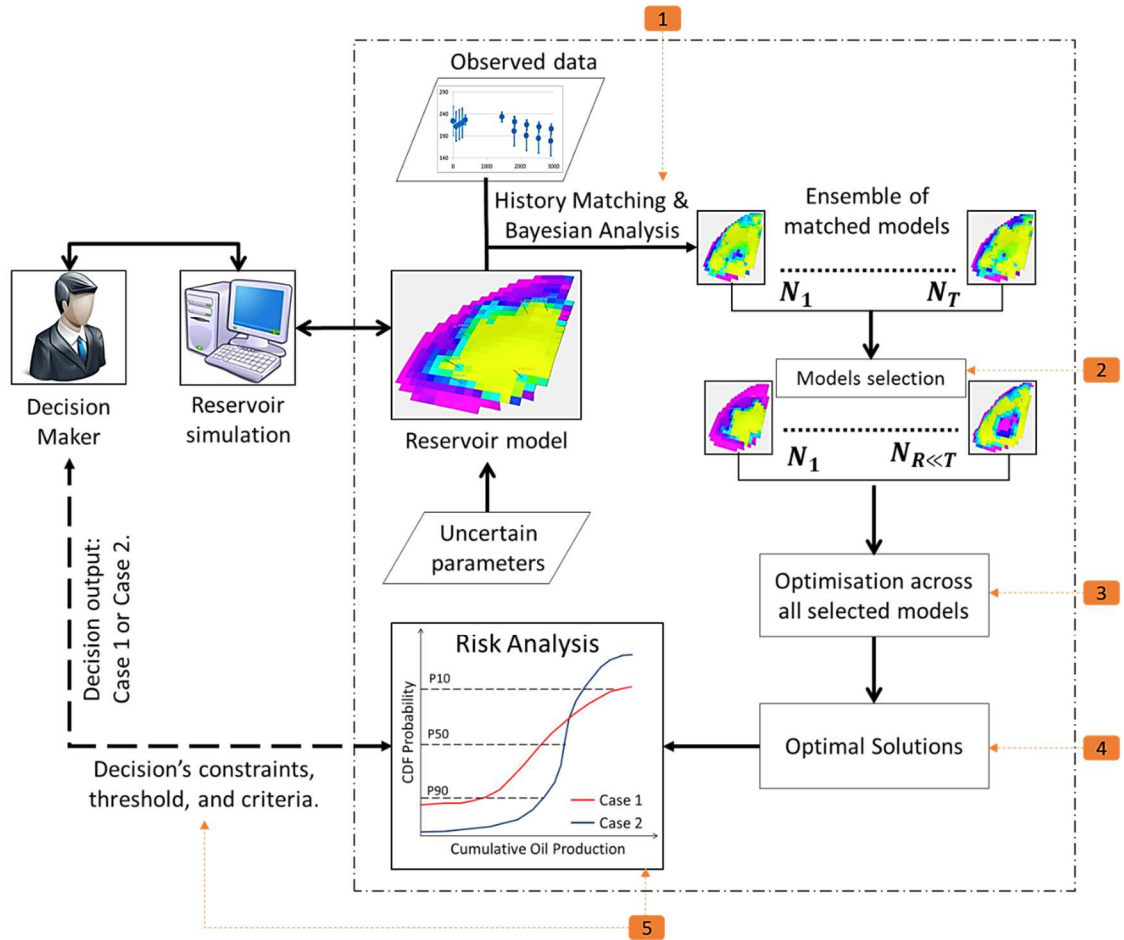 1
Observed data
290
240
190
140
0
1000
2000
3000
History Matching &
Bayesian Analysis
Ensemble of
matched models
N1
NT
Models selection
2
N1
NR≪T
Decision
Maker
Reservoir
simulation
Reservoir model
Uncertain
parameters
Optimisation across
all selected models
3
Optimal Solutions
4
Risk Analysis
CDF Probability
P10
P50
P90
Case 1
Case 2
Cumulative Oil Production
Decision output:
Case 1 or Case 2.
Decision's constraints,
threshold, and criteria.
5